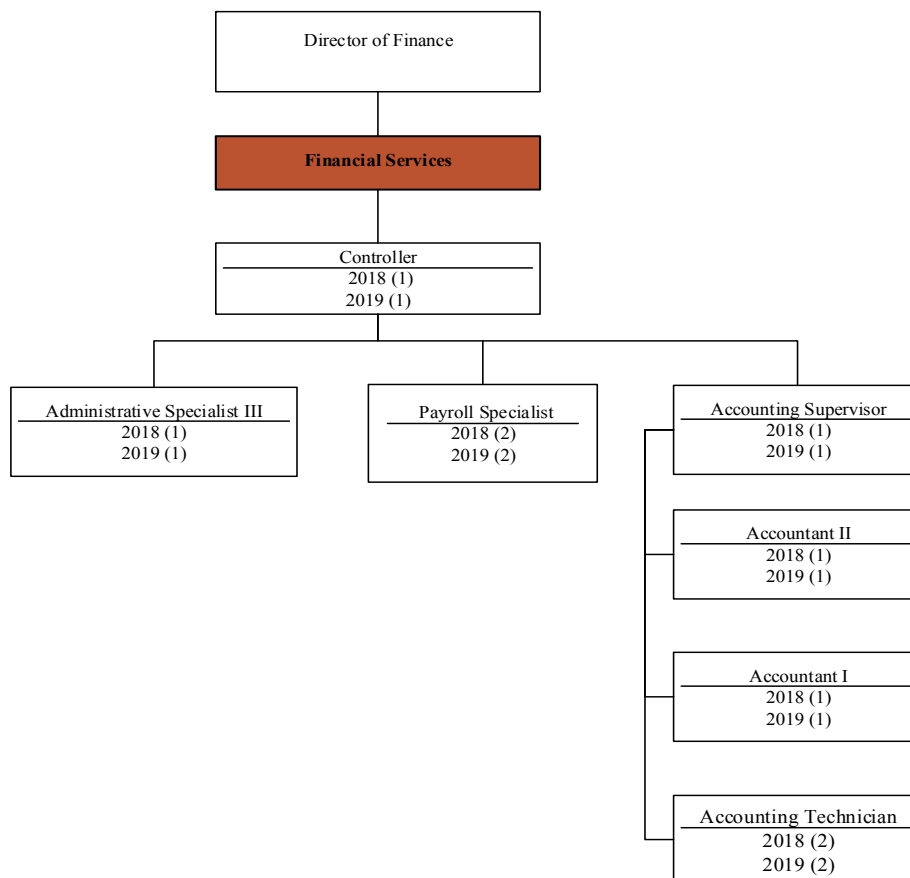 Director of Finance
Financial Services
Controller
2018 (1)
2019 (1)
Administrative Specialist III
2018 (1)
2019 (1)
Payroll Specialist
2018 (2)
2019 (2)
Accounting Supervisor
2018 (1)
2019 (1)
Accountant II
2018 (1)
2019 (1)
Accountant I
2018 (1)
2019 (1)
Accounting Technician
2018 (2)
2019 (2)